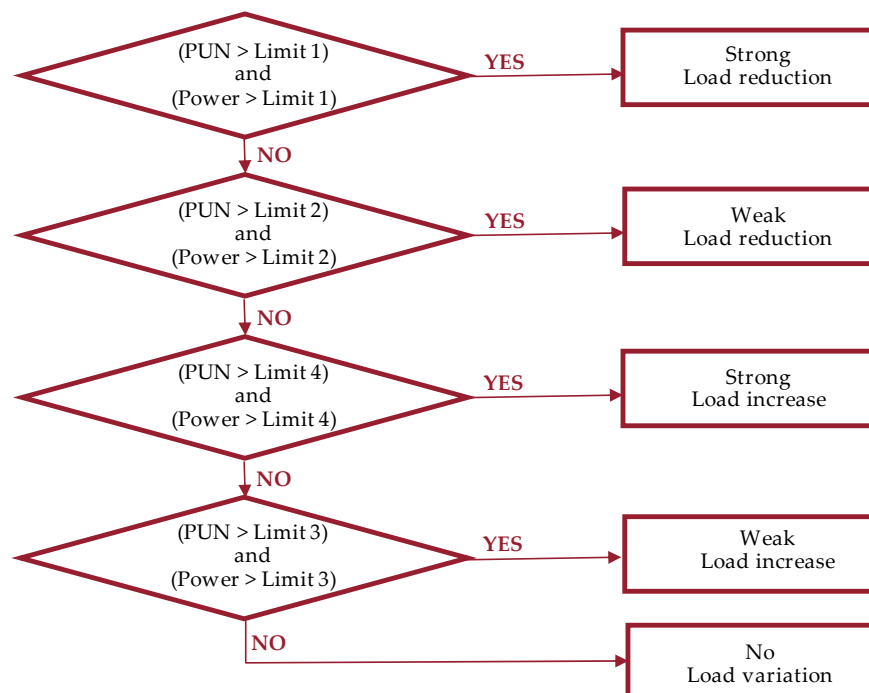 (PUN > Limit 1)
and
(Power > Limit 1)
YES
Strong
Load reduction
NO
(PUN > Limit 2)
and
(Power > Limit 2)
YES
Weak
Load reduction
NO
(PUN > Limit 4)
and
(Power > Limit 4)
YES
Strong
Load increase
NO
(PUN > Limit 3)
and
(Power > Limit 3)
YES
Weak
Load increase
NO
No
Load variation